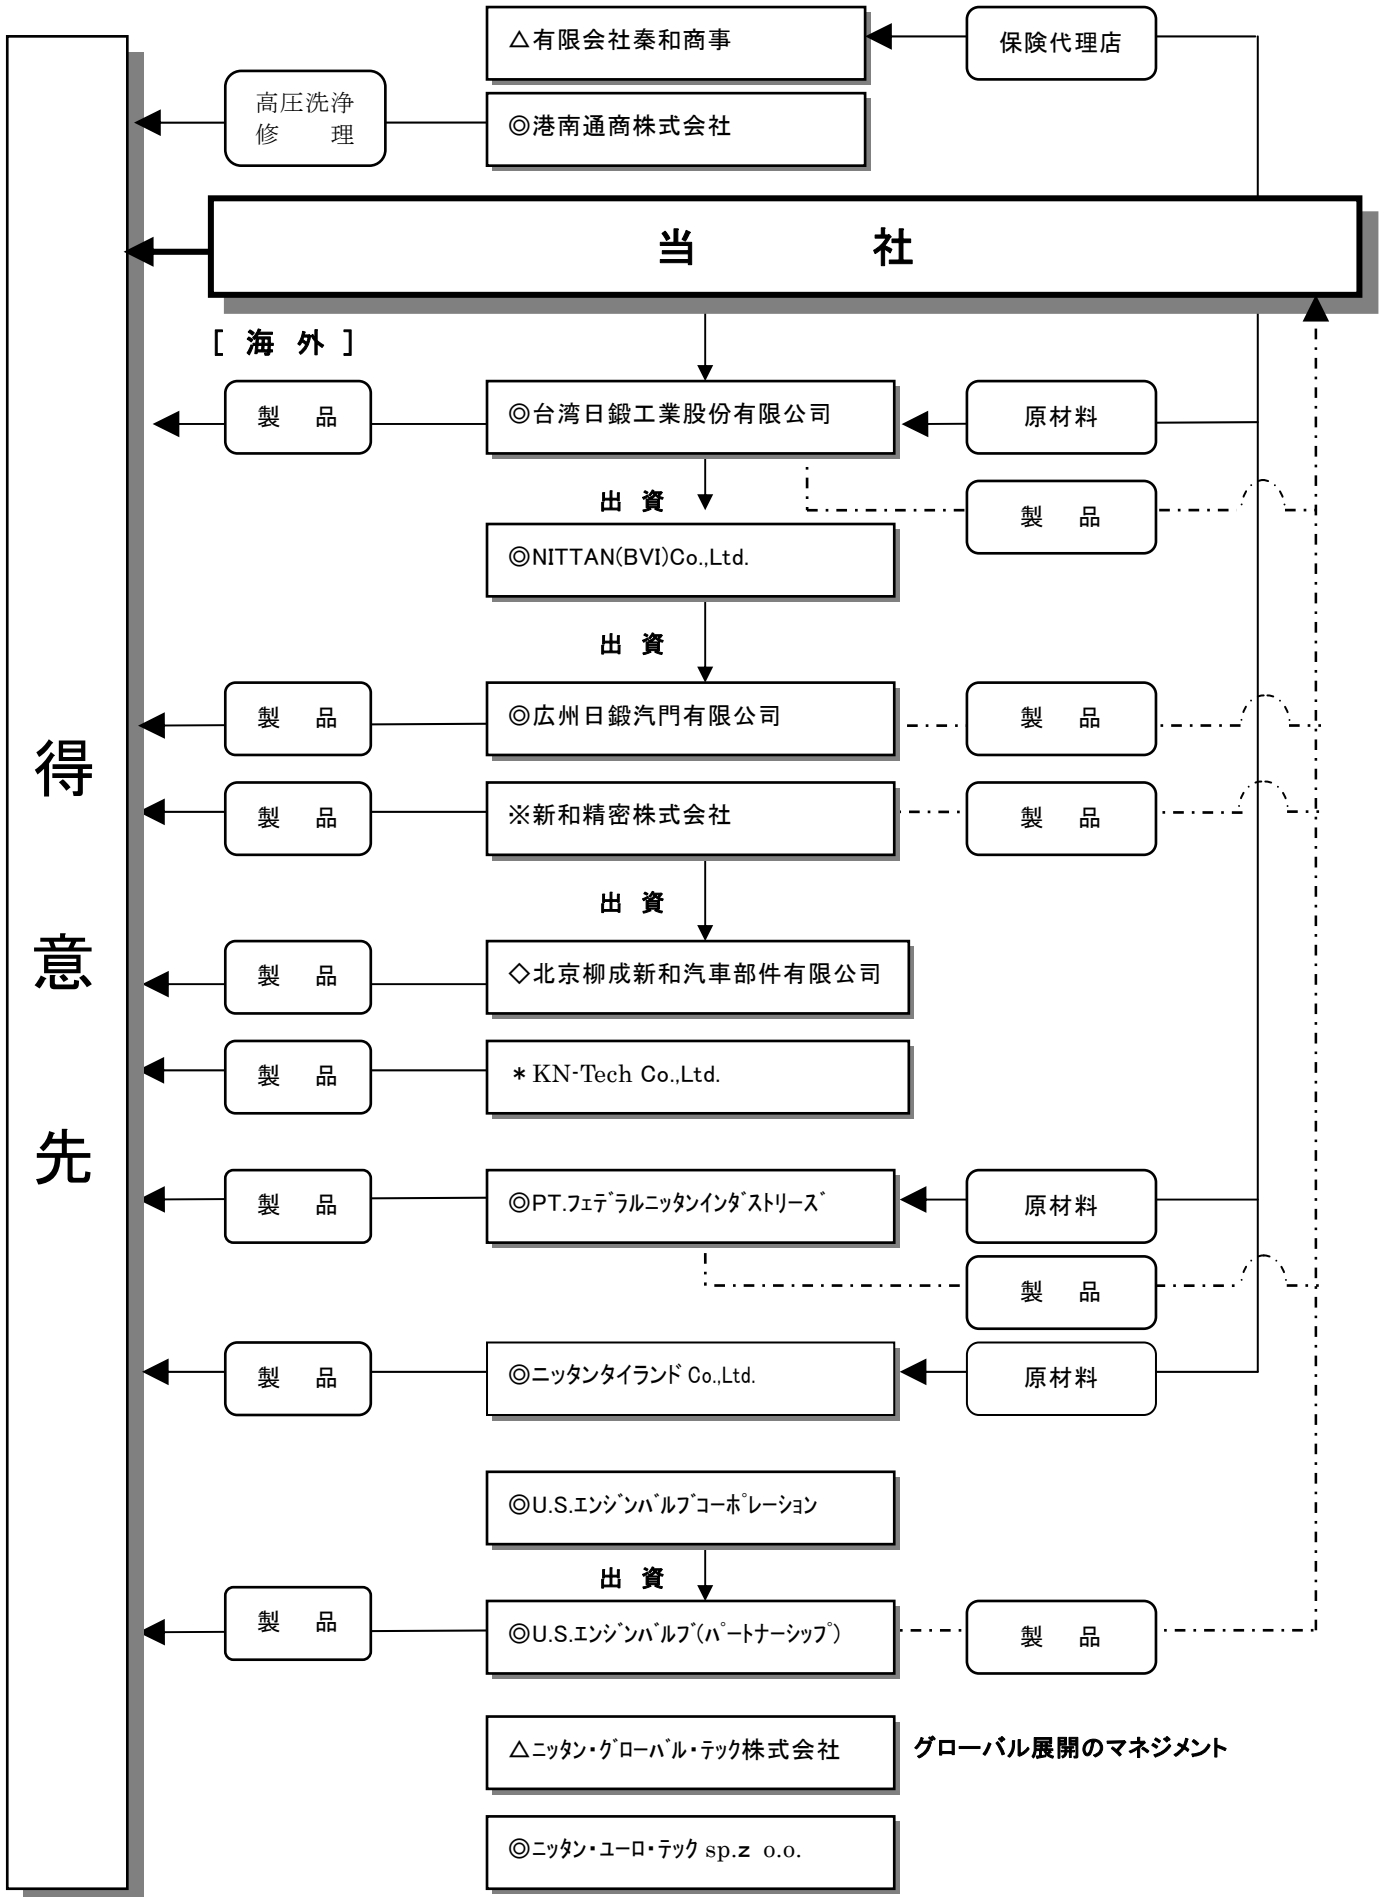 △有限会社秦和商事
保険代理店
高圧洗浄
修 理
◎港南通商株式会社
当 社
[ 海 外 ]
製 品
◎台湾日鍛工業股份有限公司
原材料
出 資
製 品
◎NITTAN(BVI)Co.,Ltd.
出 資
製 品
◎広州日鍛汽門有限公司
製 品
製 品
※新和精密株式会社
製 品
出 資
製 品
◇北京柳成新和汽車部件有限公司
製 品
＊KN-Tech Co.,Ltd.
製 品
◎PT.ﾌｪﾃﾞﾗﾙﾆｯﾀﾝｲﾝﾀﾞｽﾄﾘｰｽﾞ
原材料
製 品
製 品
◎ﾆｯﾀﾝﾀｲﾗﾝﾄﾞ Co.,Ltd.
原材料
◎U.S.ｴﾝｼﾞﾝﾊﾞﾙﾌﾞｺｰﾎﾟﾚｰｼｮﾝ
出 資
製 品
◎U.S.ｴﾝｼﾞﾝﾊﾞﾙﾌﾞ(ﾊﾟｰﾄﾅｰｼｯﾌﾟ)
製 品
△ﾆｯﾀﾝ･ｸﾞﾛｰﾊﾞﾙ･ﾃｯｸ株式会社
グローバル展開のマネジメント
◎ﾆｯﾀﾝ･ﾕｰﾛ･ﾃｯｸ sp.z o.o.
得
意
先